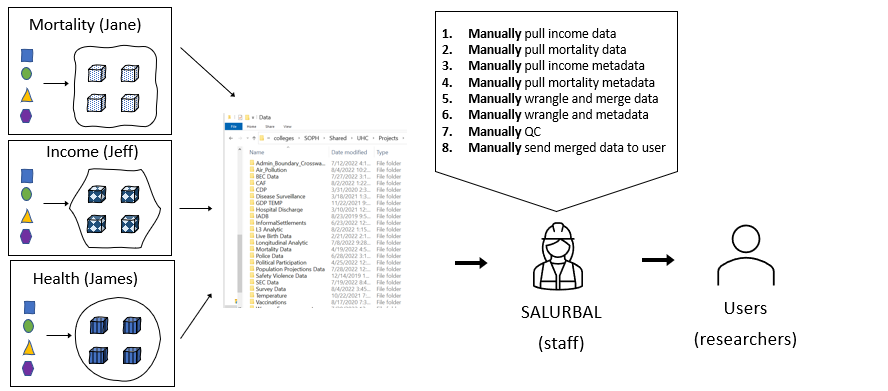 Mortality (Jane)
Income (Jeff)
Health (James)
Data
File Home Share View
colleges > SOPH > Shared > UHC > Projects >
Name Date modified Type
Admin_Boundary_Crosswa... 7/12/2022 4:1... File folder
Air_Pollution 8/4/2022 10:2... File folder
BEC Data 7/27/2022 3:1... File folder
CAF 8/2/2022 1:22... File folder
CDP 3/31/2020 2:5... File folder
Disease Surveillance 3/18/2021 1:3... File folder
GDP TEMP 11/22/2021 9:... File folder
Hospital Discharge 3/10/2021 12:... File folder
IADB 8/23/2019 9:5... File folder
InformalSettlements 6/23/2022 12:... File folder
L3 Analytic 8/2/2022 1:15... File folder
Live Birth Data 2/21/2021 2:1... File folder
Longitudinal Analytic 7/8/2022 9:28... File folder
Mortality Data 4/19/2022 4:5... File folder
Police Data 6/28/2022 3:1... File folder
Political Participation 4/25/2022 12:... File folder
Population Projections Data 7/28/2022 12:... File folder
Safety Violence Data 12/14/2019 1:... File folder
SEC Data 7/19/2022 8:4... File folder
Survey Data 8/4/2022 3:45... File folder
Temperature 10/22/2021 7:... File folder
Vaccinations 8/17/2020 7:3... File folder
1. Manually pull income data
2. Manually pull mortality data
3. Manually pull income metadata
4. Manually pull mortality metadata
5. Manually wrangle and merge data
6. Manually wrangle and metadata
7. Manually QC
8. Manually send merged data to user
SALURBAL
(staff)
Users
(researchers)